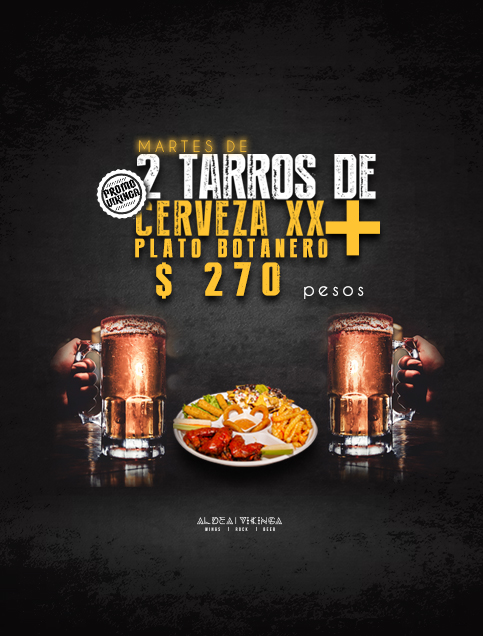 MARTES DE
2 TARROS DE
PROMO
VIKINGA
CERVEZA XX+
PLATO BOTANERO
$ 270 pesos
ALDEA VIKINGA
WINGS | ROCK | BEER